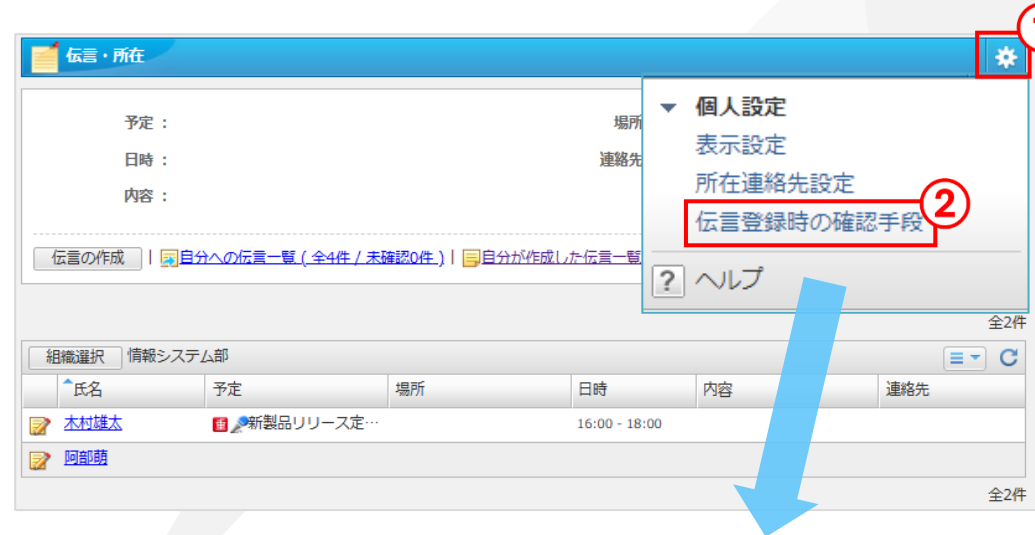 伝言・所在
予定 :
日時 :
内容 :
場所
連絡先
個人設定
表示設定
所在連絡先設定
伝言登録時の確認手段
②
? ヘルプ
伝言の作成 | 自分への伝言一覧 ( 全4件 / 未確認0件 ) | 自分が作成した伝言一覧
全2件
組織選択 情報システム部
氏名 予定 場所 日時 内容 連絡先
木村雄太 重 新製品リリース定… 16:00 - 18:00
阿部萌
全2件